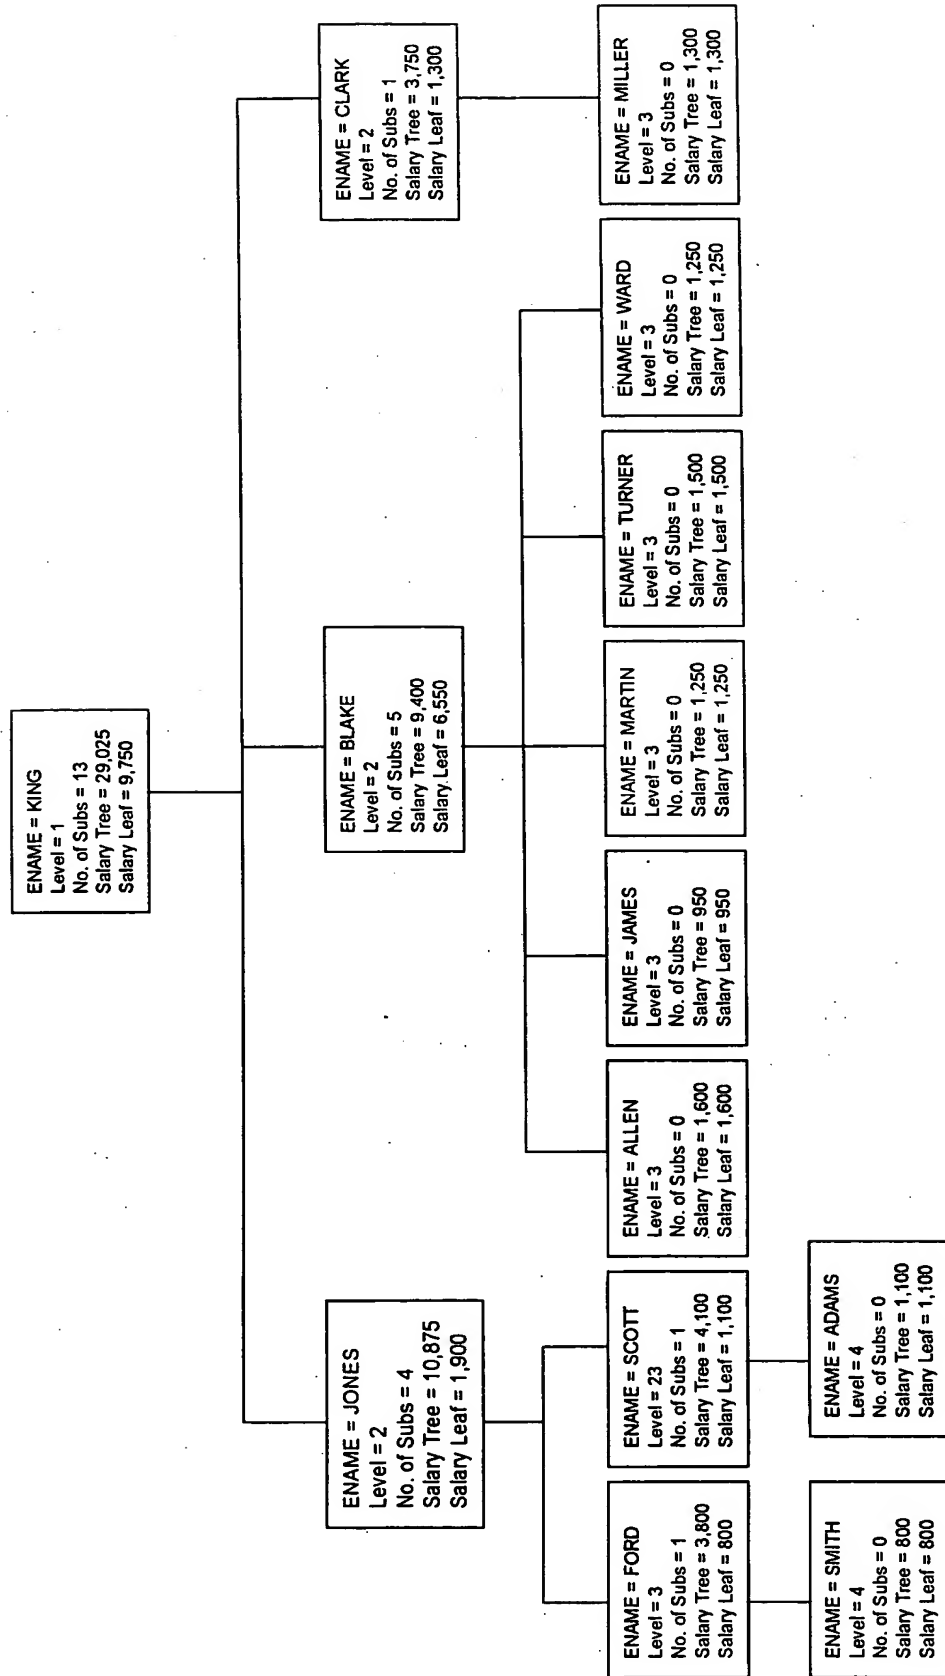 ENAME = KING
Level = 1
No. of Subs = 13
Salary Tree = 29,025
Salary Leaf = 9,750
ENAME = JONES
Level = 2
No. of Subs = 4
Salary Tree = 10,875
Salary Leaf = 1,900
ENAME = BLAKE
Level = 2
No. of Subs = 5
Salary Tree = 9,400
Salary Leaf = 6,550
ENAME = CLARK
Level = 2
No. of Subs = 1
Salary Tree = 3,750
Salary Leaf = 1,300
ENAME = FORD
Level = 3
No. of Subs = 1
Salary Tree = 3,800
Salary Leaf = 800
ENAME = SCOTT
Level = 23
No. of Subs = 1
Salary Tree = 4,100
Salary Leaf = 1,100
ENAME = ALLEN
Level = 3
No. of Subs = 0
Salary Tree = 1,600
Salary Leaf = 1,600
ENAME = JAMES
Level = 3
No. of Subs = 0
Salary Tree = 950
Salary Leaf = 950
ENAME = MARTIN
Level = 3
No. of Subs = 0
Salary Tree = 1,250
Salary Leaf = 1,250
ENAME = TURNER
Level = 3
No. of Subs = 0
Salary Tree = 1,500
Salary Leaf = 1,500
ENAME = WARD
Level = 3
No. of Subs = 0
Salary Tree = 1,250
Salary Leaf = 1,250
ENAME = MILLER
Level = 3
No. of Subs = 0
Salary Tree = 1,300
Salary Leaf = 1,300
ENAME = SMITH
Level = 4
No. of Subs = 0
Salary Tree = 800
Salary Leaf = 800
ENAME = ADAMS
Level = 4
No. of Subs = 0
Salary Tree = 1,100
Salary Leaf = 1,100